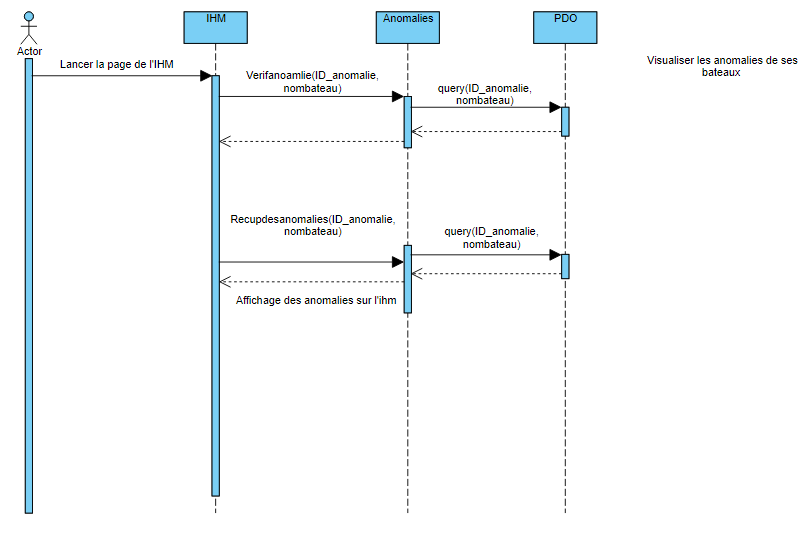 IHM
Anomalies
PDO
Actor
Visualiser les anomalies de ses
bateaux
Lancer la page de l'IHM
Verifanoamlie(ID_anomalie,
nombateau)
query(ID_anomalie,
nombateau)
Recupdesanomalies(ID_anomalie,
nombateau)
query(ID_anomalie,
nombateau)
Affichage des anomalies sur l'ihm